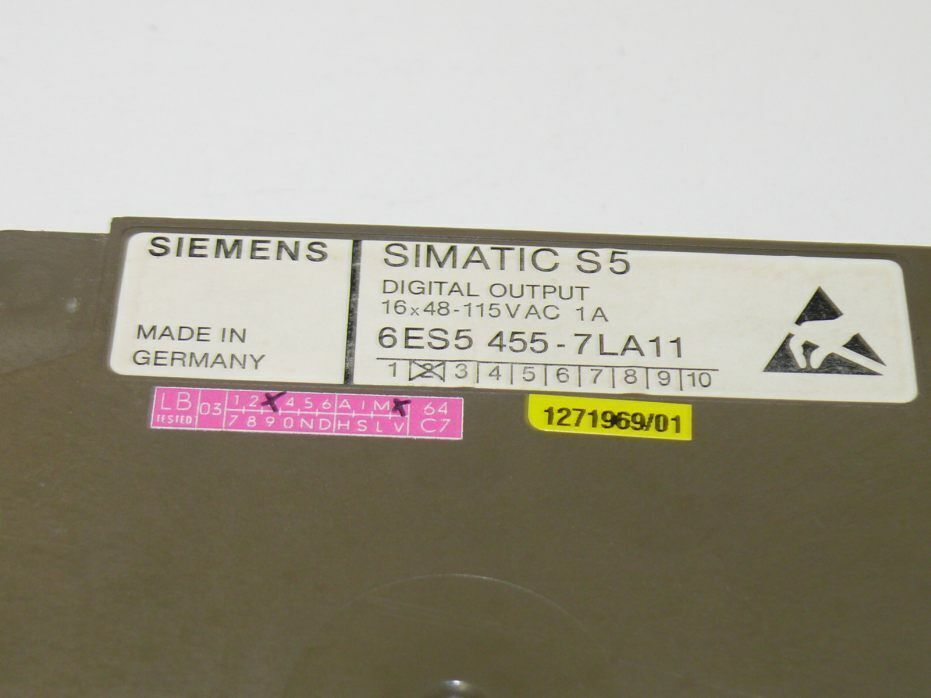 SIEMENS
MADE IN
GERMANY
SIMATIC S5
DIGITAL OUTPUT
16x48-115VAC 1A
6ES5 455-7LA11
1 2 3 4 5 6 7 8 9 10
LB 03 1 2 4 5 6 A J M 64
TESTED 7 8 9 0 N D H S L V C7
1271969/01